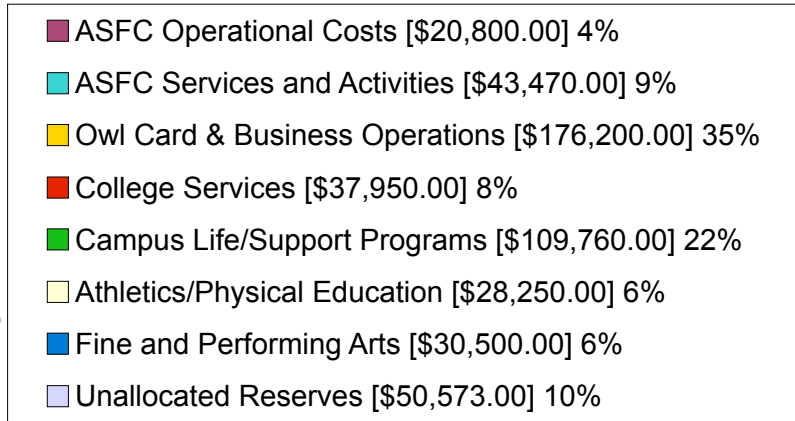 ASFC Operational Costs [$20,800.00] 4%
ASFC Services and Activities [$43,470.00] 9%
Owl Card & Business Operations [$176,200.00] 35%
College Services [$37,950.00] 8%
Campus Life/Support Programs [$109,760.00] 22%
Athletics/Physical Education [$28,250.00] 6%
Fine and Performing Arts [$30,500.00] 6%
Unallocated Reserves [$50,573.00] 10%